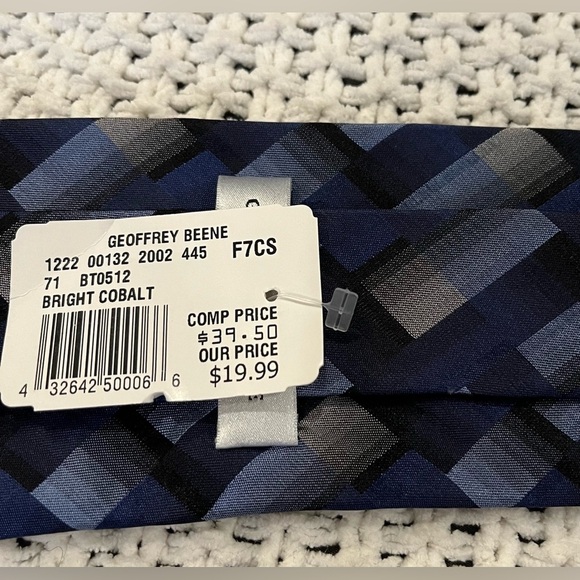 GEOFFREY BEENE
1222 00132 2002 445 F7CS
71 BT0512
BRIGHT COBALT
COMP PRICE
$39.50
OUR PRICE
$19.99
4 32642 50006 6